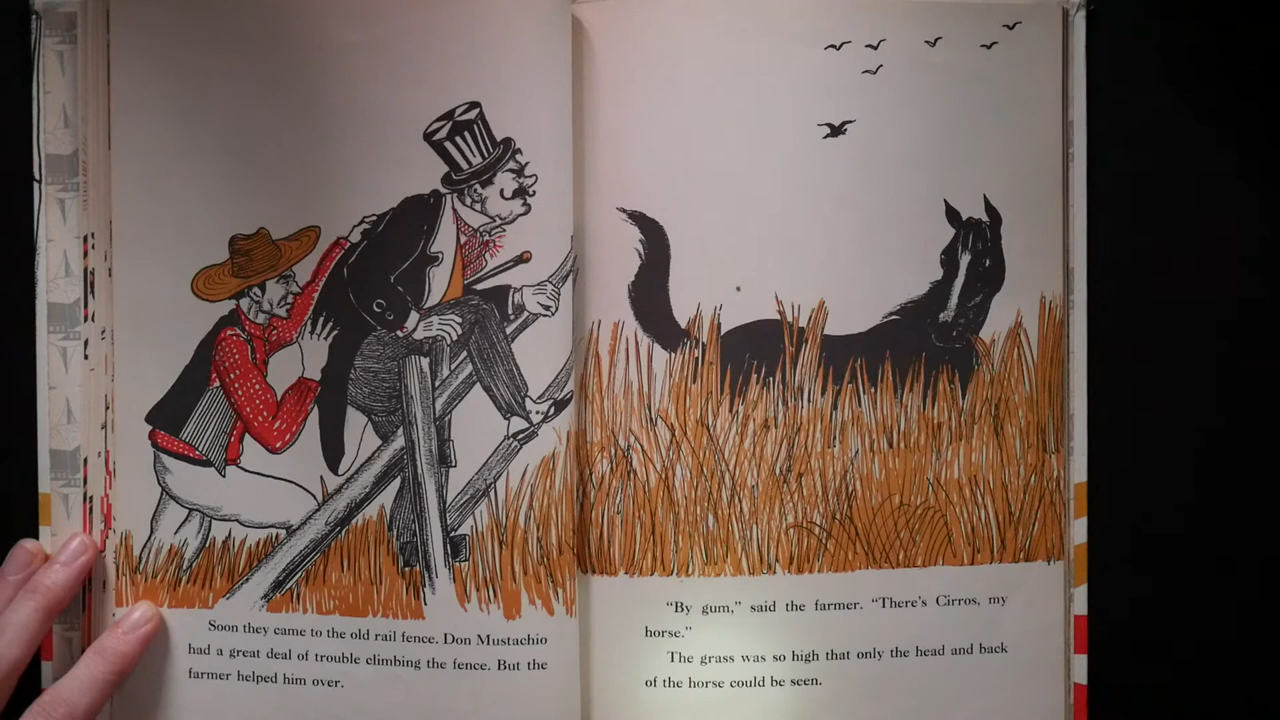 Soon they came to the old rail fence. Don Mustachio
had a great deal of trouble climbing the fence. But the
farmer helped him over.
“By gum,” said the farmer. “There’s Cirros, my
horse.”
The grass was so high that only the head and back
of the horse could be seen.